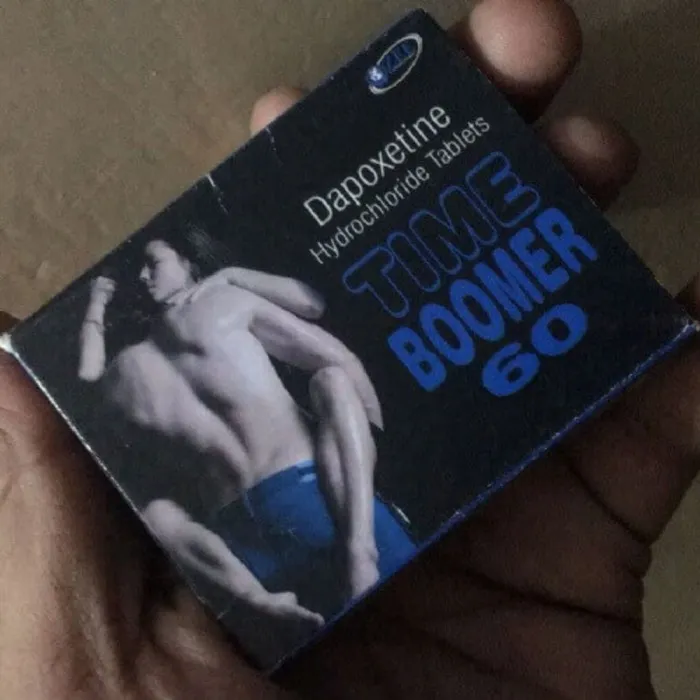 Dapoxetine
Hydrochloride Tablets
TIME
BOOMER
60